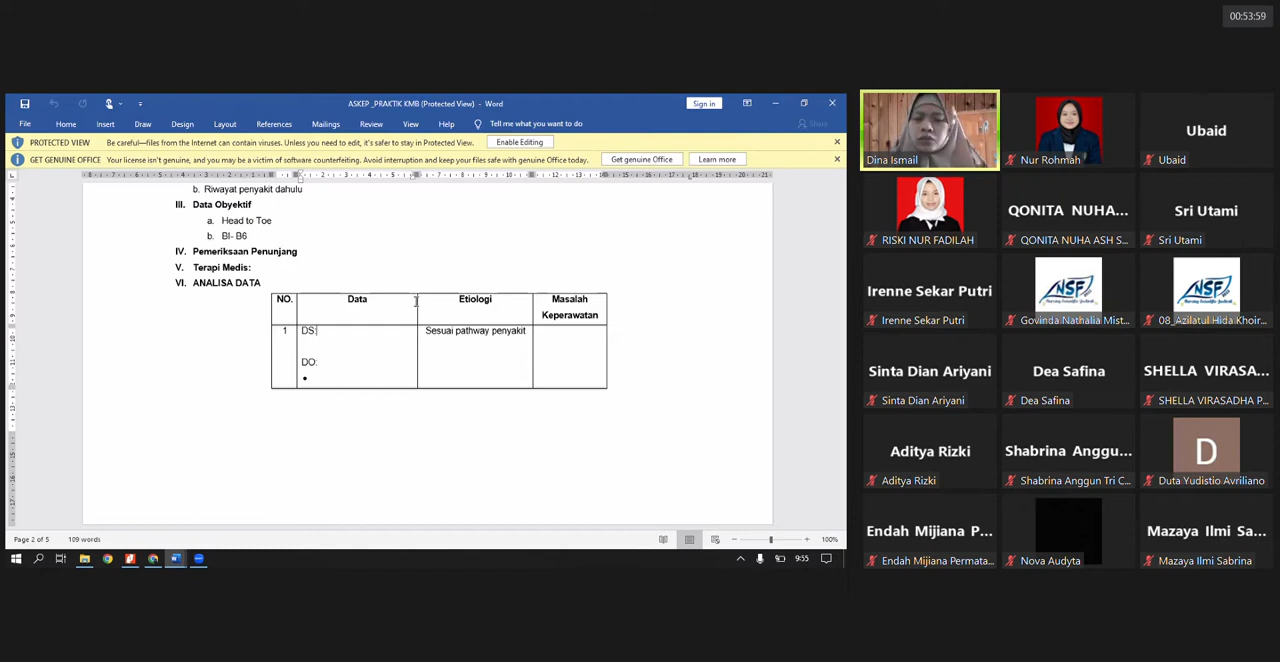 00:53:59
ASKEP_PRAKTIK KMB (Protected View) - Word
Sign in
File Home Insert Draw Design Layout References Mailings Review View Help Tell me what you want to do Share
PROTECTED VIEW Be careful—files from the Internet can contain viruses. Unless you need to edit, it's safer to stay in Protected View. Enable Editing
GET GENUINE OFFICE Your license isn't genuine, and you may be a victim of software counterfeiting. Avoid interruption and keep your files safe with genuine Office today. Get genuine Office Learn more
b. Riwayat penyakit dahulu
III. Data Obyektif
a. Head to Toe
b. BI- B6
IV. Pemeriksaan Penunjang
V. Terapi Medis:
VI. ANALISA DATA
NO. Data Etiologi Masalah Keperawatan
1 DS: Sesuai pathway penyakit
DO:
•
Page 2 of 5 109 words 100%
9:55
Dina Ismail
Nur Rohmah
Ubaid
Ubaid
RISKI NUR FADILAH
QONITA NUHA...
QONITA NUHA ASH S...
Sri Utami
Sri Utami
Irenne Sekar Putri
Irenne Sekar Putri
NSF
Govinda Nathalia Mist...
NSF
08_Azilatul Hida Khoir...
Sinta Dian Ariyani
Sinta Dian Ariyani
Dea Safina
Dea Safina
SHELLA VIRASA...
SHELLA VIRASADHA P...
Aditya Rizki
Aditya Rizki
Shabrina Anggu...
Shabrina Anggun Tri C...
D
Duta Yudistio Avriliano
Endah Mijiana P...
Endah Mijiana Permata...
Nova Audyta
Mazaya Ilmi Sa...
Mazaya Ilmi Sabrina